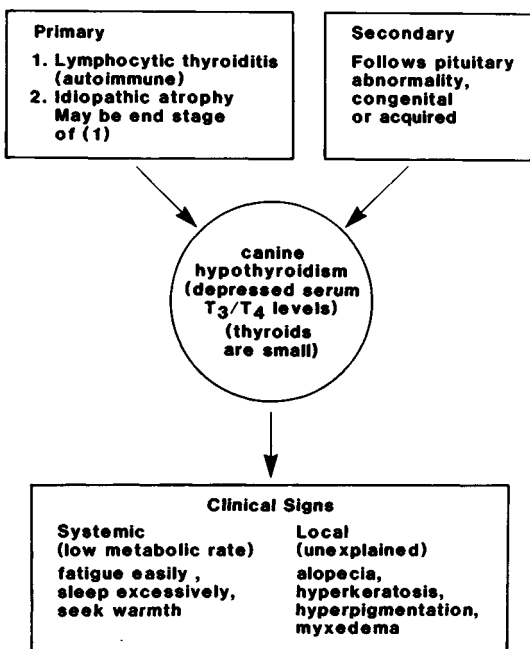 Primary
1. Lymphocytic thyroiditis
(autoimmune)
2. Idiopathic atrophy
May be end stage
of (1)
Secondary
Follows pituitary
abnormality,
congenital
or acquired
canine
hypothyroidism
(depressed serum
T3/T4 levels)
(thyroids
are small)
Clinical Signs
Systemic
(low metabolic rate)
fatigue easily,
sleep excessively,
seek warmth
Local
(unexplained)
alopecia,
hyperkeratosis,
hyperpigmentation,
myxedema